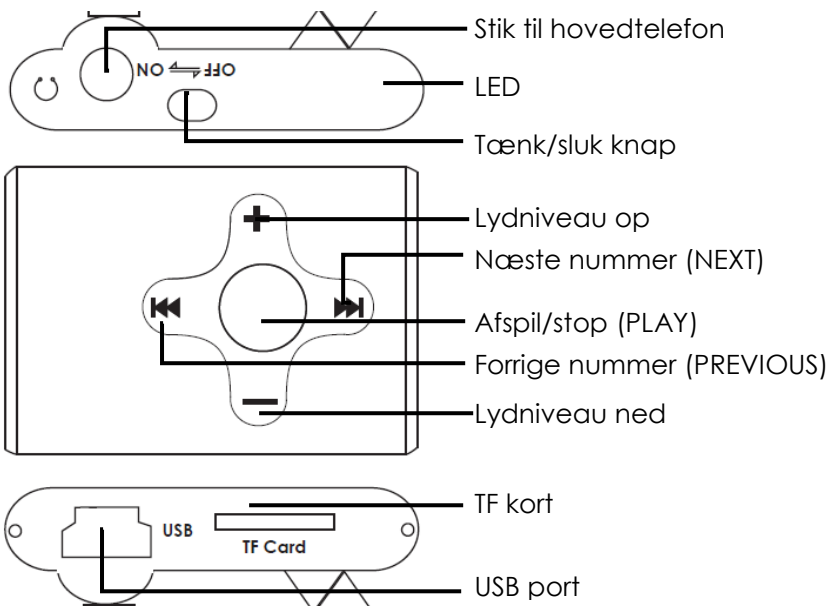 Stik til hovedtelefon
ON OFF
LED
Tænk/sluk knap
Lydniveau op
Næste nummer (NEXT)
Afspil/stop (PLAY)
Forrige nummer (PREVIOUS)
Lydniveau ned
TF kort
USB
TF Card
USB port